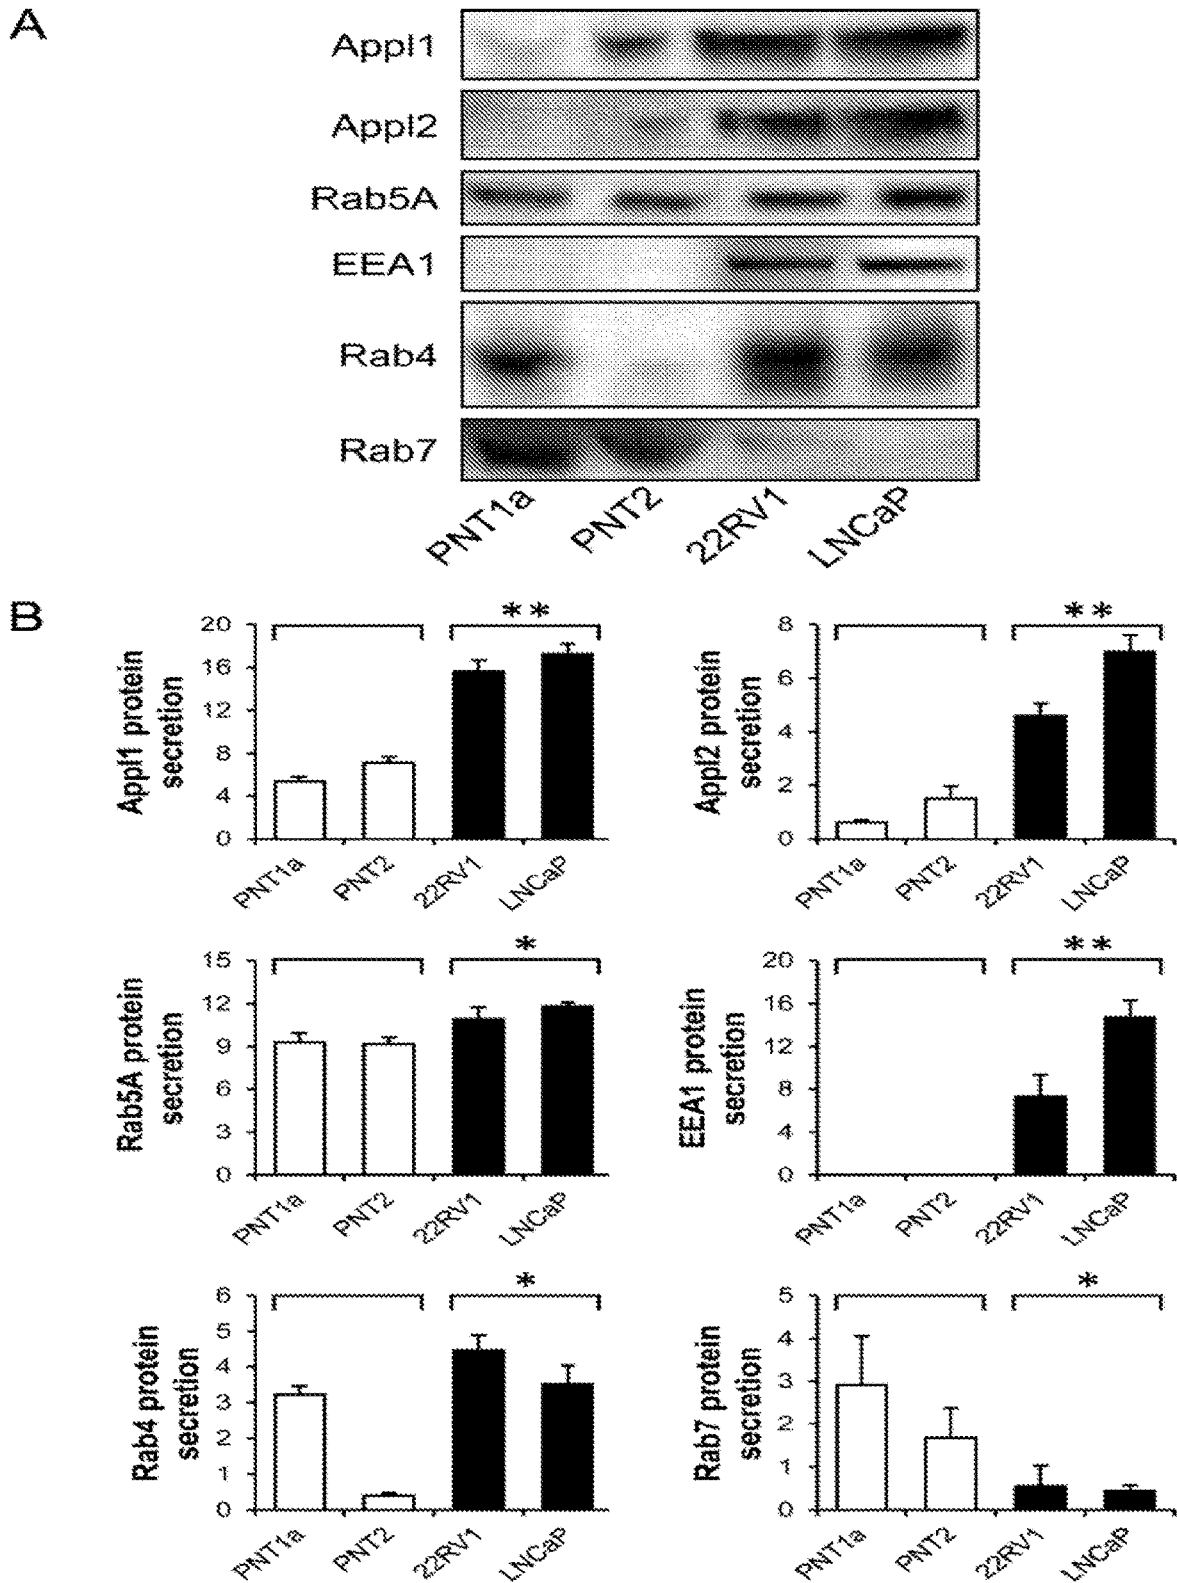 A
Appl1
Appl2
Rab5A
EEA1
Rab4
Rab7
PNT1a PNT2 22RV1 LNCaP
B
Appl1 protein secretion
20
16
12
8
4
0
**
PNT1a PNT2 22RV1 LNCaP
Appl2 protein secretion
8
6
4
2
0
**
PNT1a PNT2 22RV1 LNCaP
Rab5A protein secretion
15
12
9
6
3
0
*
PNT1a PNT2 22RV1 LNCaP
EEA1 protein secretion
20
16
12
8
4
0
**
PNT1a PNT2 22RV1 LNCaP
Rab4 protein secretion
6
5
4
3
2
1
0
*
PNT1a PNT2 22RV1 LNCaP
Rab7 protein secretion
5
4
3
2
1
0
*
PNT1a PNT2 22RV1 LNCaP